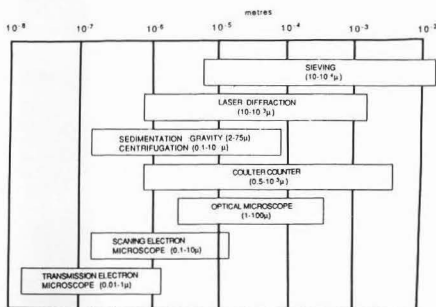 metres
10⁻⁸ 10⁻⁷ 10⁻⁶ 10⁻⁵ 10⁻⁴ 10⁻³ 10⁻²
SIEVING
(10-10⁴μ)
LASER DIFFRACTION
(10-10³μ)
SEDIMENTATION GRAVITY (2-75μ)
CENTRIFUGATION (0.1-10 μ)
COULTER COUNTER
(0.5-10³μ)
OPTICAL MICROSCOPE
(1-100μ)
SCANING ELECTRON
MICROSCOPE (0.1-10μ)
TRANSMISSION ELECTRON
MICROSCOPE (0.01-1μ)